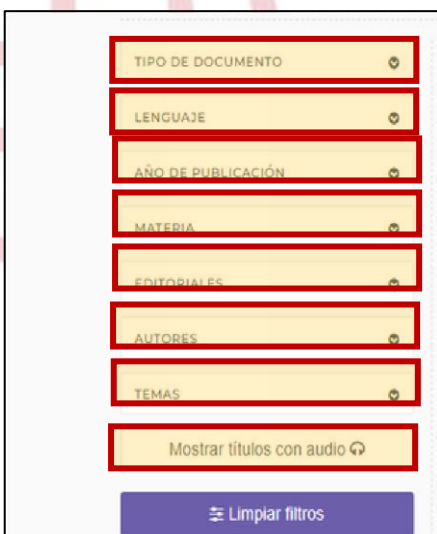 TIPO DE DOCUMENTO
LENGUAJE
AÑO DE PUBLICACIÓN
MATERIA
EDITORIALES
AUTORES
TEMAS
Mostrar títulos con audio
Limpiar filtros